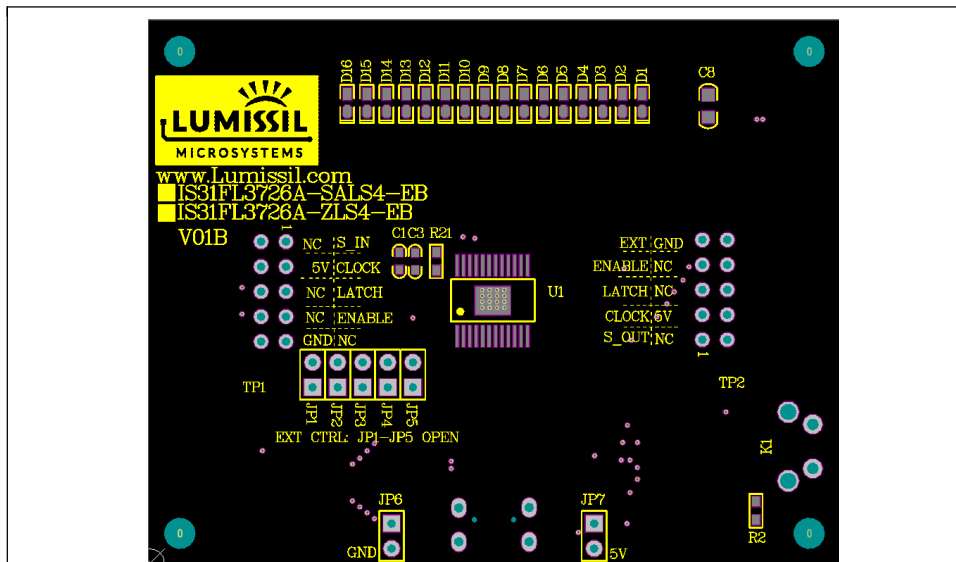 0
0
D16 D15 D14 D13 D12 D11 D10 D9 D8 D7 D6 D5 D4 D3 D2 D1
C8
LUMISSIL
MICROSYSTEMS
www.Lumissil.com
IS31FL3726A-SALS4-EB
IS31FL3726A-ZLS4-EB
V01B
1
NC S_IN
5V CLOCK
NC LATCH
NC ENABLE
GND NC
C1 C3 R21
U1
EXT GND
ENABLE NC
LATCH NC
CLOCK 5V
S_OUT NC
1
TP1
TP2
JP1 JP2 JP3 JP4 JP5
EXT CTRL: JP1-JP5 OPEN
K1
JP6
GND
JP7
5V
R2
0
0